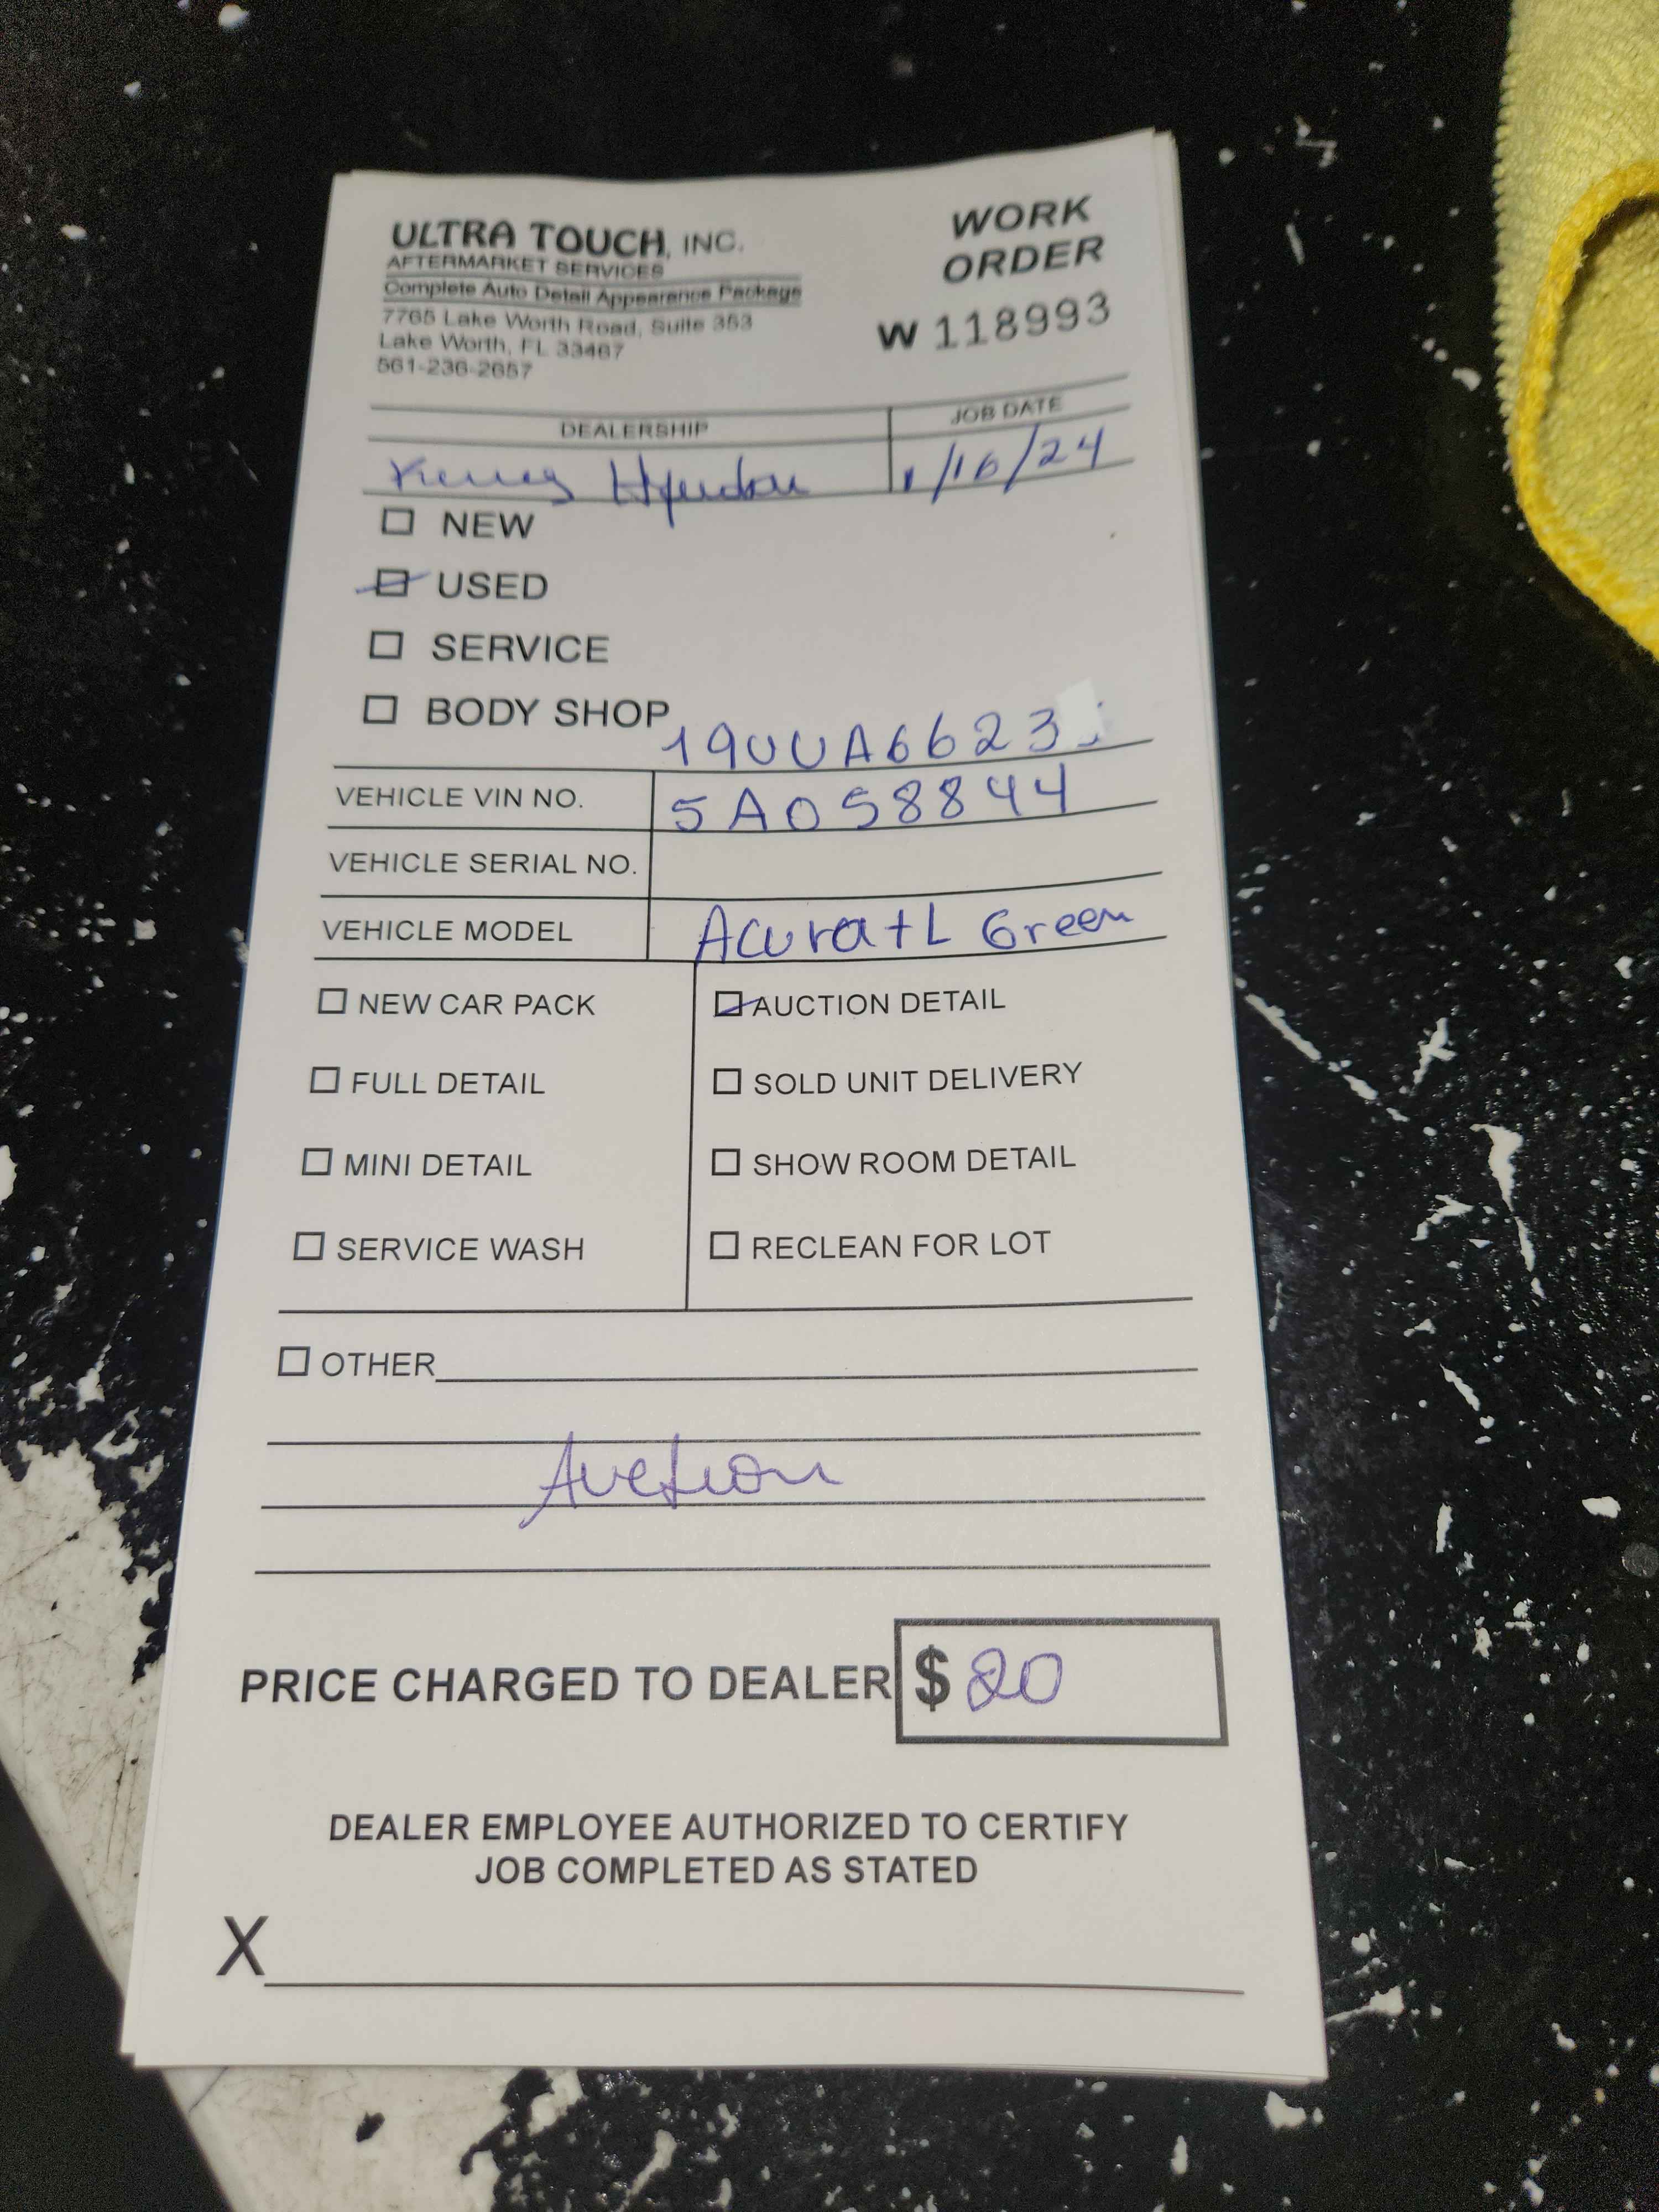 ULTRA TOUCH, INC.
WORK ORDER
AFTERMARKET SERVICES
Complete Auto Detail Appearance Package
7765 Lake Worth Road, Suite 353
Lake Worth, FL 33467
561-236-2657
W 118993
DEALERSHIP
JOB DATE
1/16/24
NEW
USED
SERVICE
BODY SHOP
19UUA6623
VEHICLE VIN NO. 5A058844
VEHICLE SERIAL NO.
VEHICLE MODEL Acura tL Green
NEW CAR PACK
AUCTION DETAIL
FULL DETAIL
SOLD UNIT DELIVERY
MINI DETAIL
SHOW ROOM DETAIL
SERVICE WASH
RECLEAN FOR LOT
OTHER
Auction
PRICE CHARGED TO DEALER $ 20
DEALER EMPLOYEE AUTHORIZED TO CERTIFY
JOB COMPLETED AS STATED
X